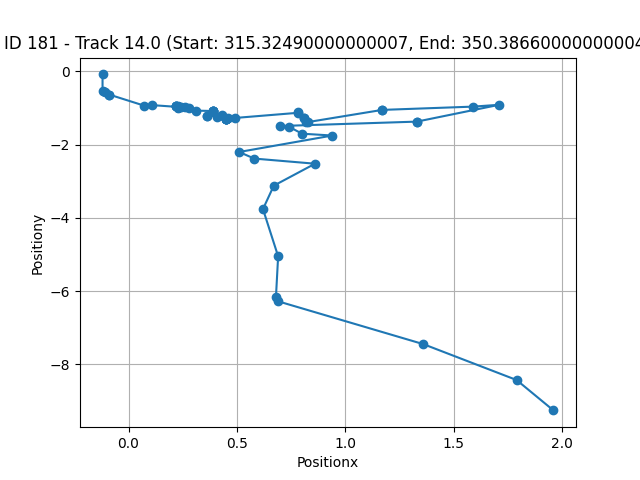 ID 181 - Track 14.0 (Start: 315.32490000000007, End: 350.38660000000004
0
−2
−4
−6
−8
Positiony
0.0 0.5 1.0 1.5 2.0
Positionx